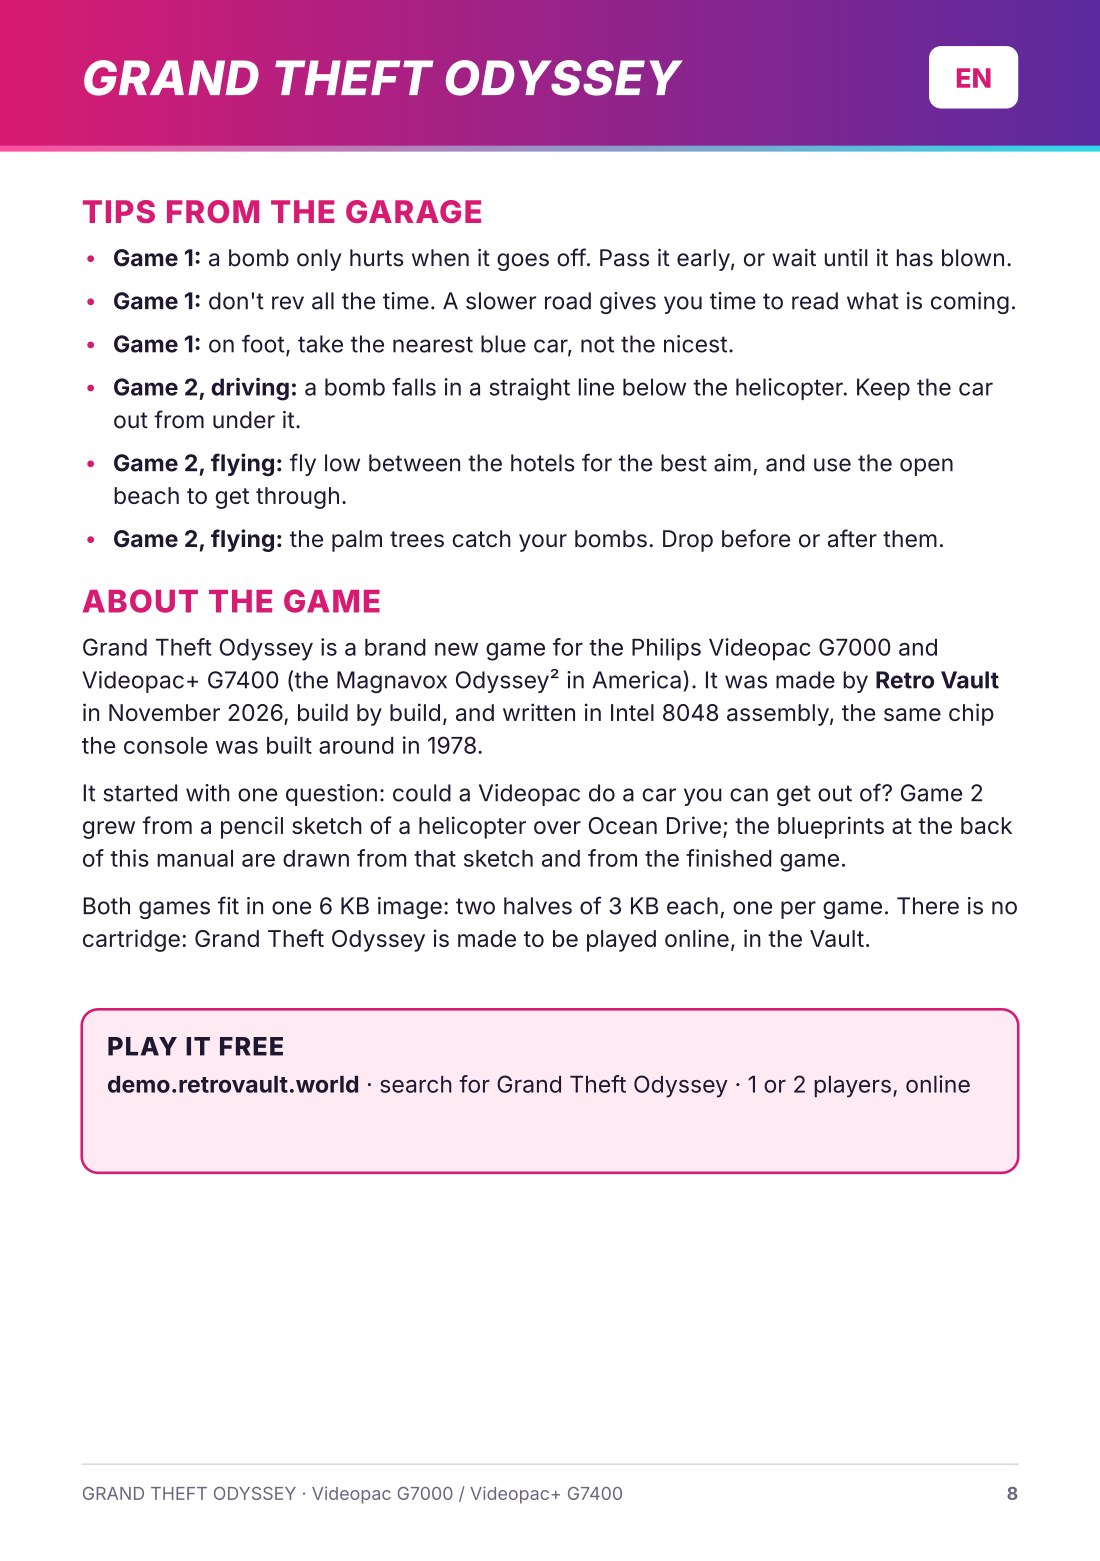 GRAND THEFT ODYSSEY
EN
TIPS FROM THE GARAGE
• Game 1: a bomb only hurts when it goes off. Pass it early, or wait until it has blown.
• Game 1: don't rev all the time. A slower road gives you time to read what is coming.
• Game 1: on foot, take the nearest blue car, not the nicest.
• Game 2, driving: a bomb falls in a straight line below the helicopter. Keep the car
out from under it.
• Game 2, flying: fly low between the hotels for the best aim, and use the open
beach to get through.
• Game 2, flying: the palm trees catch your bombs. Drop before or after them.
ABOUT THE GAME
Grand Theft Odyssey is a brand new game for the Philips Videopac G7000 and
Videopac+ G7400 (the Magnavox Odyssey² in America). It was made by Retro Vault
in November 2026, build by build, and written in Intel 8048 assembly, the same chip
the console was built around in 1978.
It started with one question: could a Videopac do a car you can get out of? Game 2
grew from a pencil sketch of a helicopter over Ocean Drive; the blueprints at the back
of this manual are drawn from that sketch and from the finished game.
Both games fit in one 6 KB image: two halves of 3 KB each, one per game. There is no
cartridge: Grand Theft Odyssey is made to be played online, in the Vault.
PLAY IT FREE
demo.retrovault.world · search for Grand Theft Odyssey · 1 or 2 players, online
GRAND THEFT ODYSSEY · Videopac G7000 / Videopac+ G7400
8